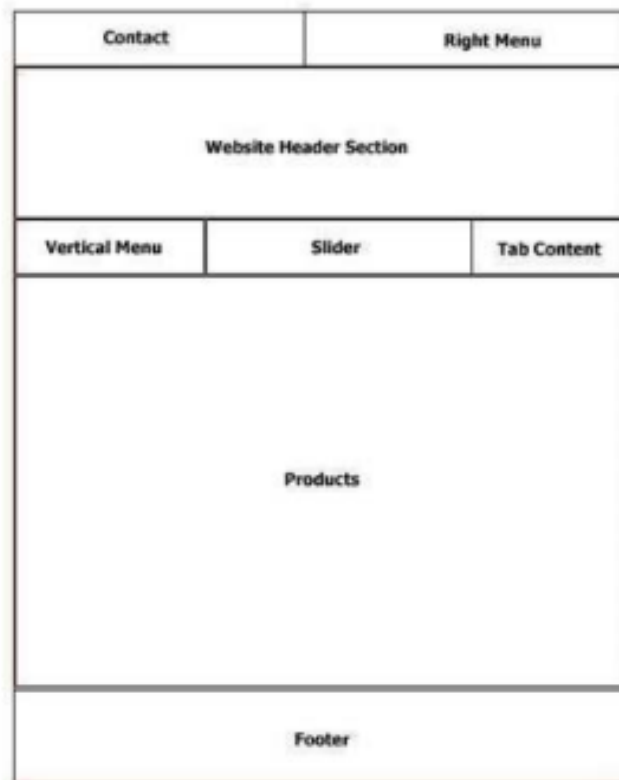 Contact
Right Menu
Website Header Section
Vertical Menu
Slider
Tab Content
Products
Footer